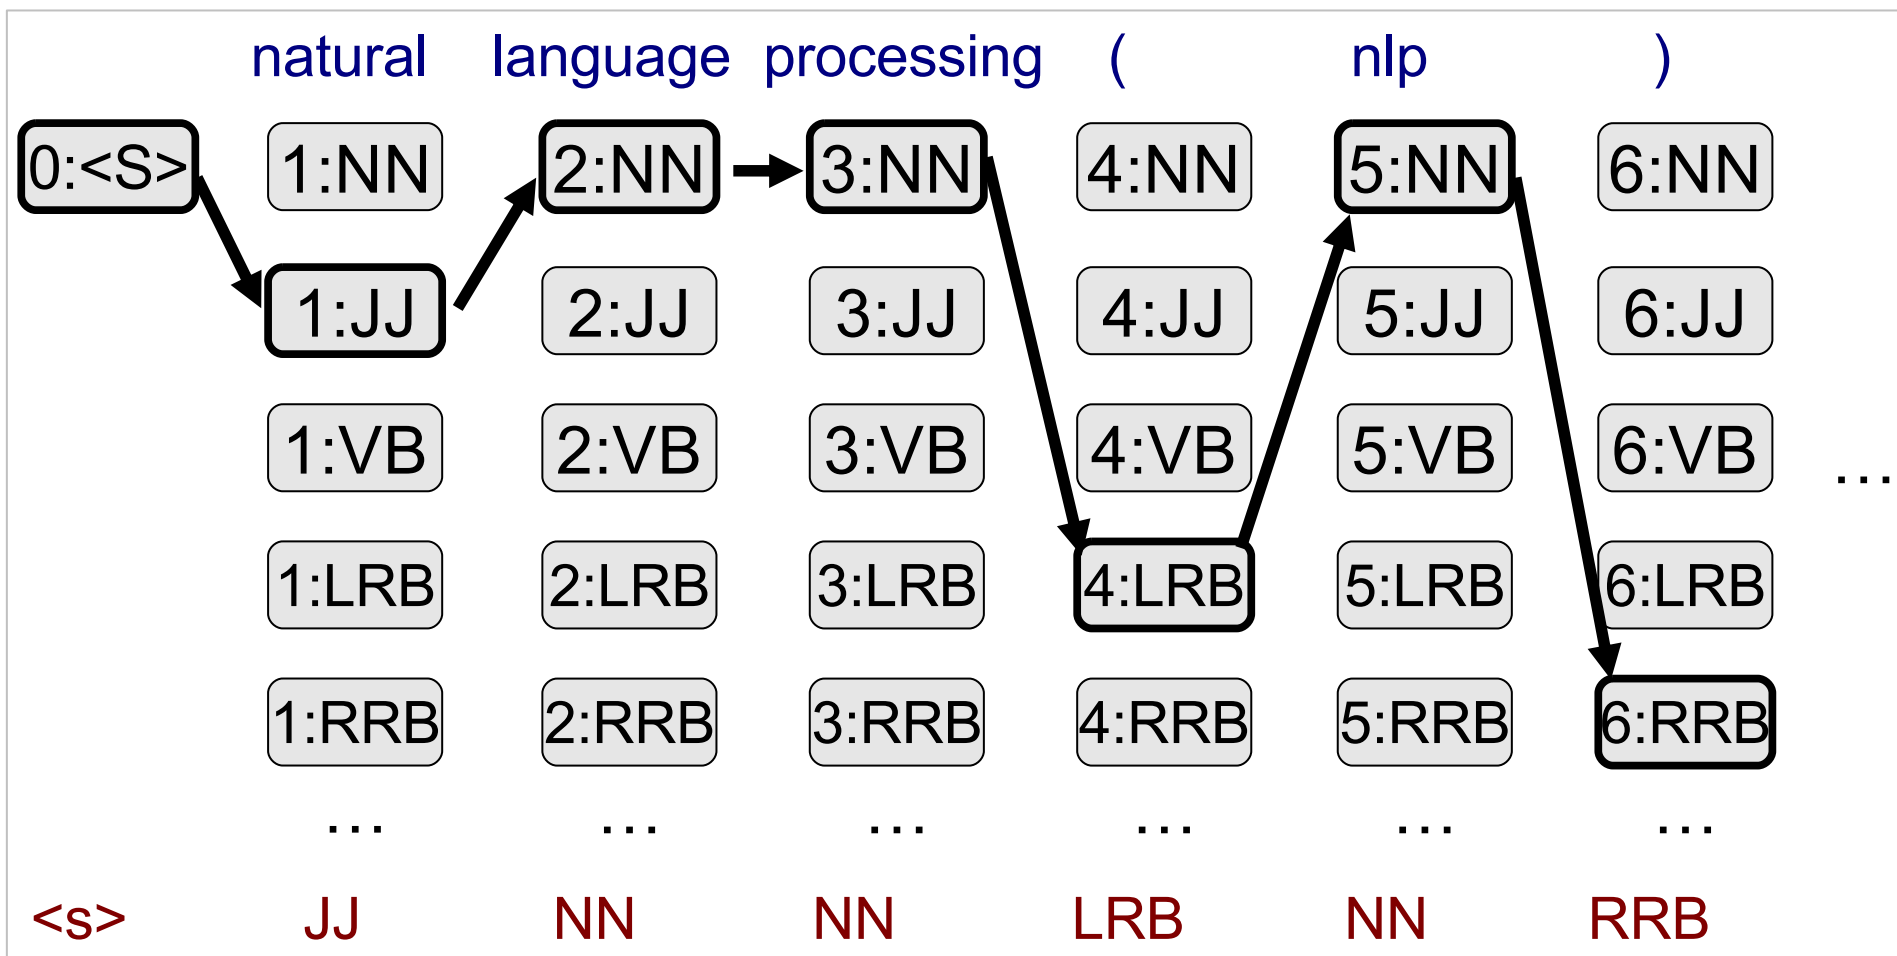 natural language processing ( nlp )
0:<S> 1:NN 2:NN 3:NN 4:NN 5:NN 6:NN
1:JJ 2:JJ 3:JJ 4:JJ 5:JJ 6:JJ
1:VB 2:VB 3:VB 4:VB 5:VB 6:VB …
1:LRB 2:LRB 3:LRB 4:LRB 5:LRB 6:LRB
1:RRB 2:RRB 3:RRB 4:RRB 5:RRB 6:RRB
… … … … … …
<s> JJ NN NN LRB NN RRB